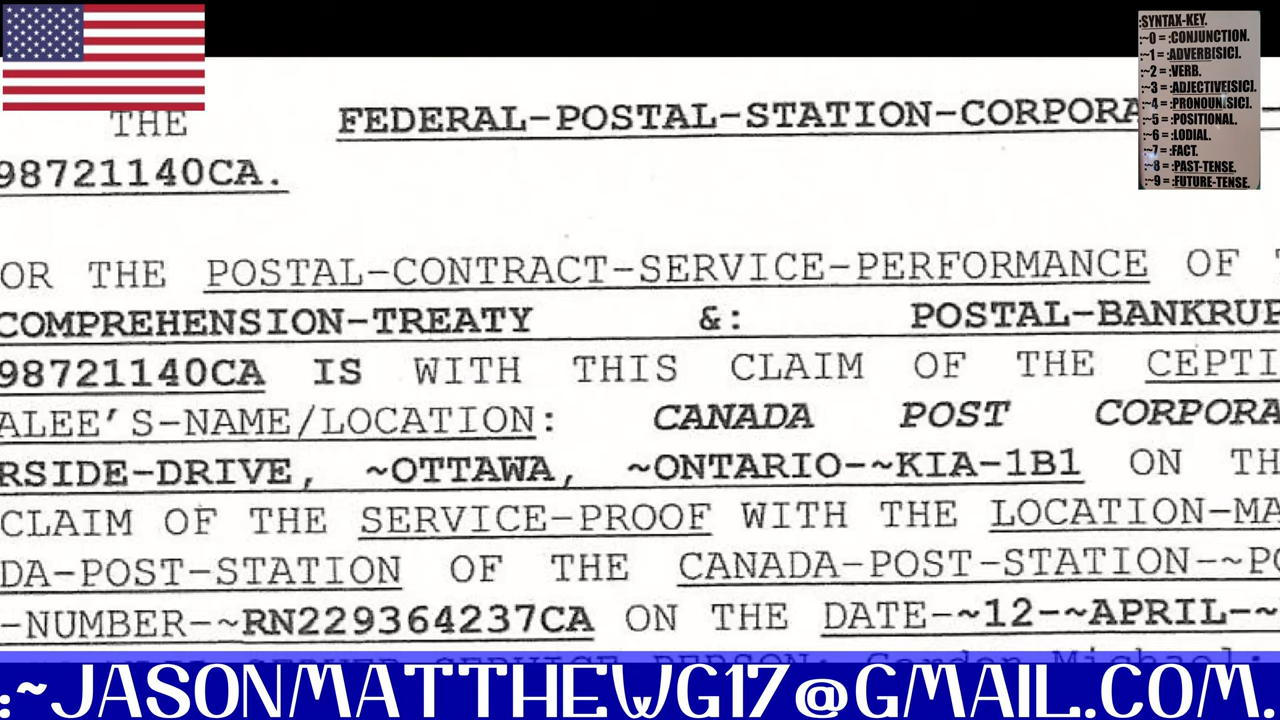 :SYNTAX-KEY.
:~0 = :CONJUNCTION.
:~1 = :ADVERB[SIC].
:~2 = :VERB.
:~3 = :ADJECTIVE[SIC].
:~4 = :PRONOUN[SIC].
:~5 = :POSITIONAL.
:~6 = :LODIAL.
:~7 = :FACT.
:~8 = :PAST-TENSE.
:~9 = :FUTURE-TENSE.
THE FEDERAL-POSTAL-STATION-CORPORA
98721140CA.
OR THE POSTAL-CONTRACT-SERVICE-PERFORMANCE OF
COMPREHENSION-TREATY &: POSTAL-BANKRUP
98721140CA IS WITH THIS CLAIM OF THE CEPTI
ALEE'S-NAME/LOCATION: CANADA POST CORPORA
RSIDE-DRIVE, ~OTTAWA, ~ONTARIO-~KIA-1B1 ON TH
CLAIM OF THE SERVICE-PROOF WITH THE LOCATION-MA
DA-POST-STATION OF THE CANADA-POST-STATION-~PO
-NUMBER-~RN229364237CA ON THE DATE-~12-~APRIL-~
PERSON: Gordon Michael:
:~JASONMATTHEWG17@GMAIL.COM.